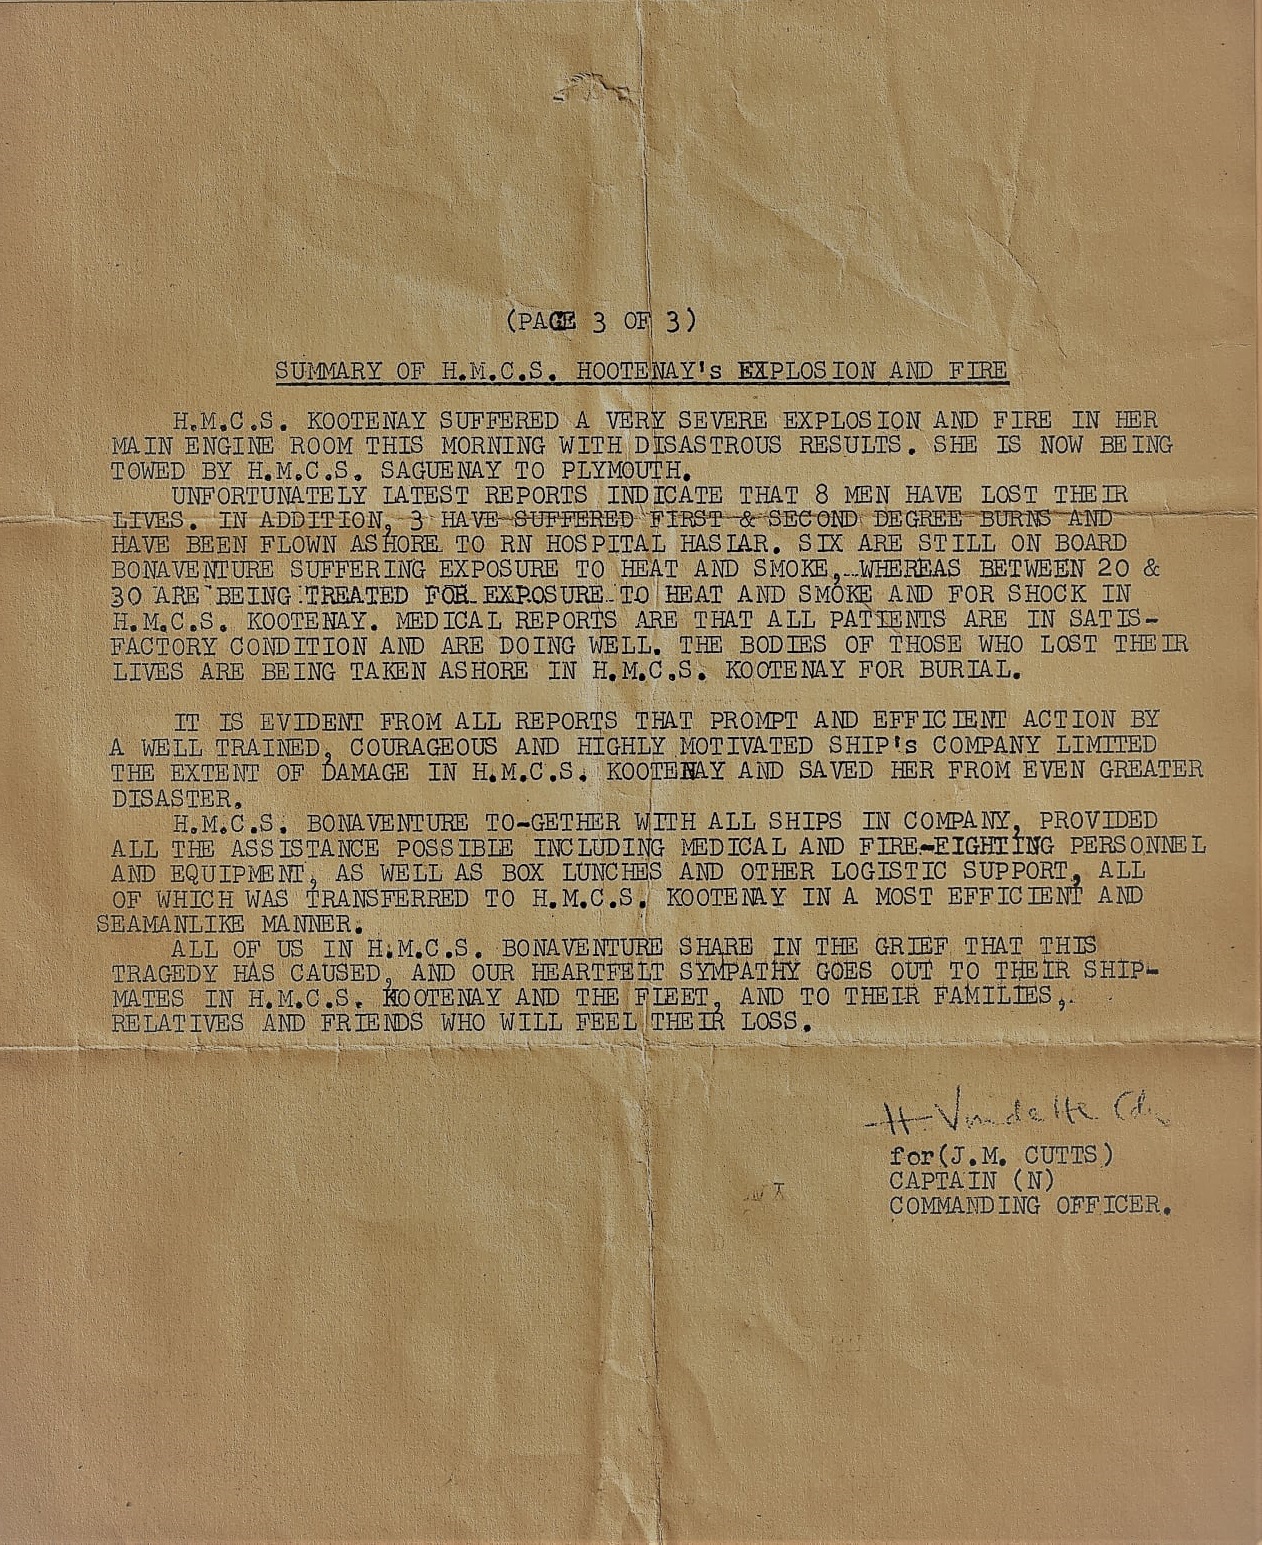 (PAGE 3 OF 3)
SUMMARY OF H.M.C.S. HOOTENAY's EXPLOSION AND FIRE
H.M.C.S. KOOTENAY SUFFERED A VERY SEVERE EXPLOSION AND FIRE IN HER
MAIN ENGINE ROOM THIS MORNING WITH DISASTROUS RESULTS. SHE IS NOW BEING
TOWED BY H.M.C.S. SAGUENAY TO PLYMOUTH.
UNFORTUNATELY LATEST REPORTS INDICATE THAT 8 MEN HAVE LOST THEIR
LIVES. IN ADDITION, 3 HAVE SUFFERED FIRST & SECOND DEGREE BURNS AND
HAVE BEEN FLOWN ASHORE TO RN HOSPITAL HASLAR. SIX ARE STILL ON BOARD
BONAVENTURE SUFFERING EXPOSURE TO HEAT AND SMOKE, WHEREAS BETWEEN 20 &
30 ARE BEING TREATED FOR EXPOSURE TO HEAT AND SMOKE AND FOR SHOCK IN
H.M.C.S. KOOTENAY. MEDICAL REPORTS ARE THAT ALL PATIENTS ARE IN SATIS-
FACTORY CONDITION AND ARE DOING WELL. THE BODIES OF THOSE WHO LOST THEIR
LIVES ARE BEING TAKEN ASHORE IN H.M.C.S. KOOTENAY FOR BURIAL.
IT IS EVIDENT FROM ALL REPORTS THAT PROMPT AND EFFICIENT ACTION BY
A WELL TRAINED, COURAGEOUS AND HIGHLY MOTIVATED SHIP's COMPANY LIMITED
THE EXTENT OF DAMAGE IN H.M.C.S. KOOTENAY AND SAVED HER FROM EVEN GREATER
DISASTER.
H.M.C.S. BONAVENTURE TO-GETHER WITH ALL SHIPS IN COMPANY, PROVIDED
ALL THE ASSISTANCE POSSIBLE INCLUDING MEDICAL AND FIRE-FIGHTING PERSONNEL
AND EQUIPMENT, AS WELL AS BOX LUNCHES AND OTHER LOGISTIC SUPPORT, ALL
OF WHICH WAS TRANSFERRED TO H.M.C.S. KOOTENAY IN A MOST EFFICIENT AND
SEAMANLIKE MANNER.
ALL OF US IN H.M.C.S. BONAVENTURE SHARE IN THE GRIEF THAT THIS
TRAGEDY HAS CAUSED, AND OUR HEARTFELT SYMPATHY GOES OUT TO THEIR SHIP-
MATES IN H.M.C.S. KOOTENAY AND THE FLEET, AND TO THEIR FAMILIES,
RELATIVES AND FRIENDS WHO WILL FEEL THEIR LOSS.
for(J.M. CUTTS)
CAPTAIN (N)
COMMANDING OFFICER.